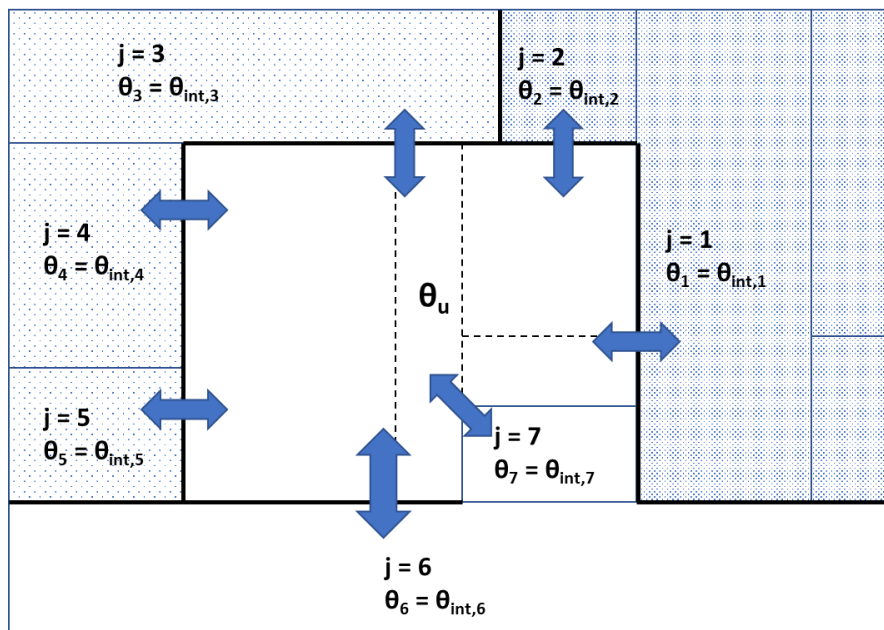 j = 3
θ3 = θint,3
j = 2
θ2 = θint,2
j = 4
θ4 = θint,4
j = 1
θ1 = θint,1
θu
j = 5
θ5 = θint,5
j = 7
θ7 = θint,7
j = 6
θ6 = θint,6